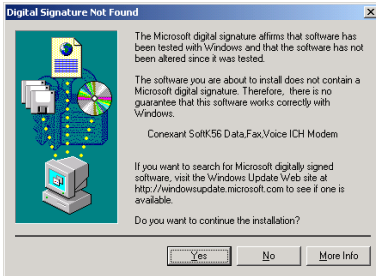 Digital Signature Not Found
The Microsoft digital signature affirms that software has
been tested with Windows and that the software has not
been altered since it was tested.
The software you are about to install does not contain a
Microsoft digital signature. Therefore, there is no
guarantee that this software works correctly with
Windows.
Conexant SoftK56 Data,Fax,Voice ICH Modem
If you want to search for Microsoft digitally signed
software, visit the Windows Update Web site at
http://windowsupdate.microsoft.com to see if one is
available.
Do you want to continue the installation?
Yes No More Info